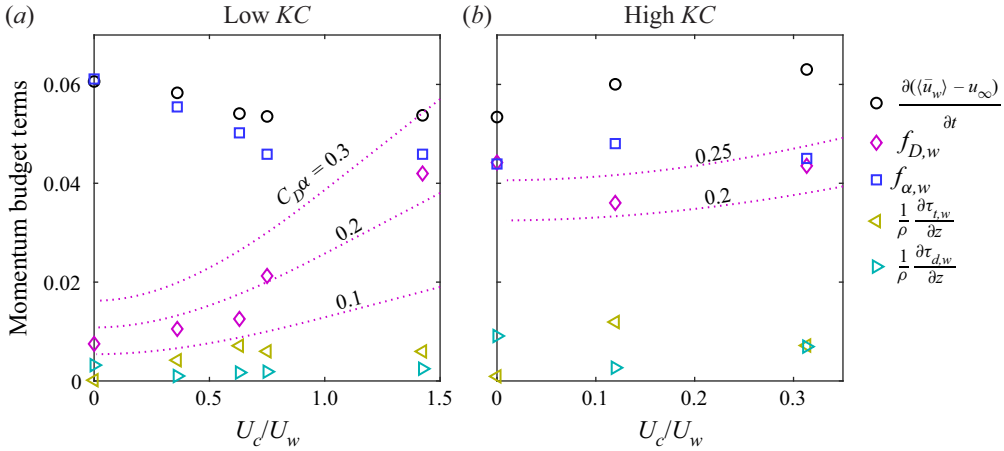 (a) Low KC
(b) High KC
Momentum budget terms
0.06
0.04
0.02
0
0 0.5 1.0 1.5
U_c/U_w
C_Dα = 0.3
0.2
0.1
0.25
0.2
0 0.1 0.2 0.3
U_c/U_w
∂(⟨ū_w⟩ − u_∞)
∂t
f_{D,w}
f_{α,w}
1 ∂τ_{t,w}
ρ ∂z
1 ∂τ_{d,w}
ρ ∂z